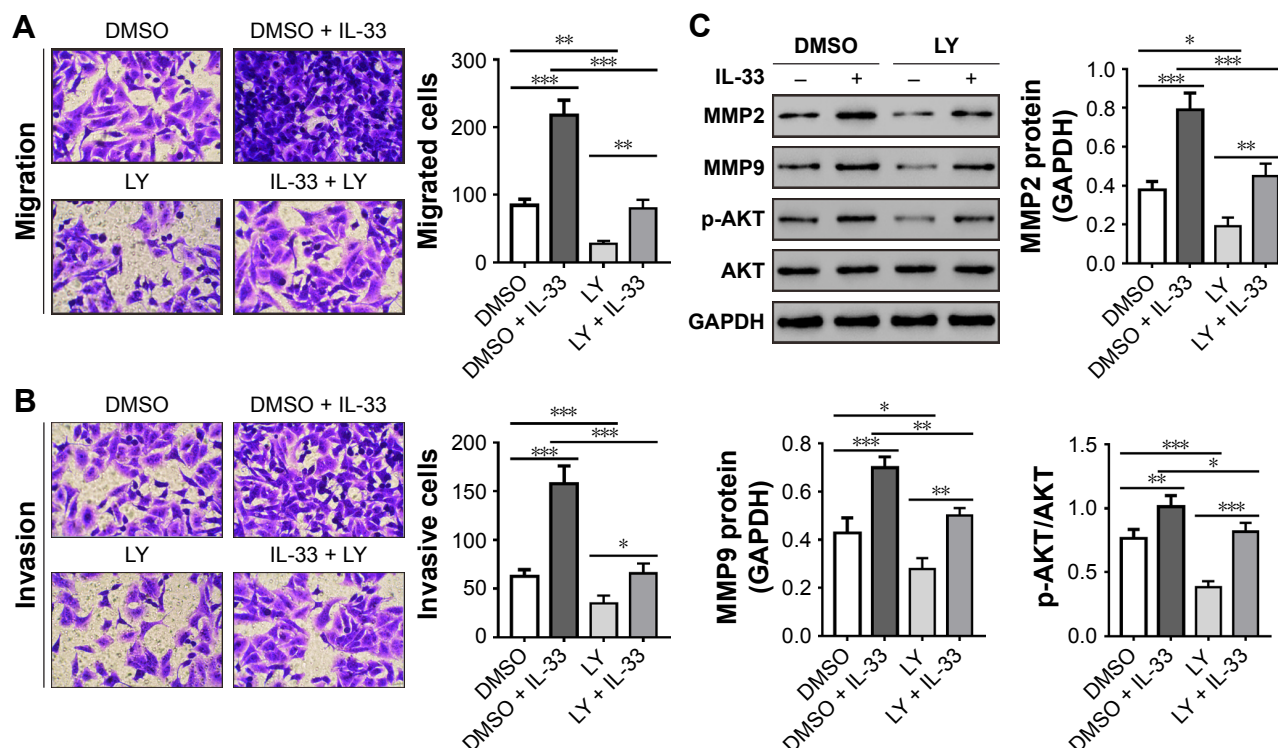 A
DMSO
DMSO + IL-33
LY
IL-33 + LY
Migration
Migrated cells
300
200
100
0
**
***
***
**
DMSO
DMSO + IL-33
LY
LY + IL-33
B
DMSO
DMSO + IL-33
LY
IL-33 + LY
Invasion
Invasive cells
200
150
100
50
0
***
***
***
*
DMSO
DMSO + IL-33
LY
LY + IL-33
C
DMSO LY
IL-33 – + – +
MMP2
MMP9
p-AKT
AKT
GAPDH
MMP2 protein
(GAPDH)
1.0
0.8
0.6
0.4
0.2
0.0
*
***
***
**
DMSO
DMSO + IL-33
LY
LY + IL-33
MMP9 protein
(GAPDH)
0.8
0.6
0.4
0.2
0.0
*
**
***
**
DMSO
DMSO + IL-33
LY
LY + IL-33
p-AKT/AKT
1.5
1.0
0.5
0.0
***
*
**
***
DMSO
DMSO + IL-33
LY
LY + IL-33